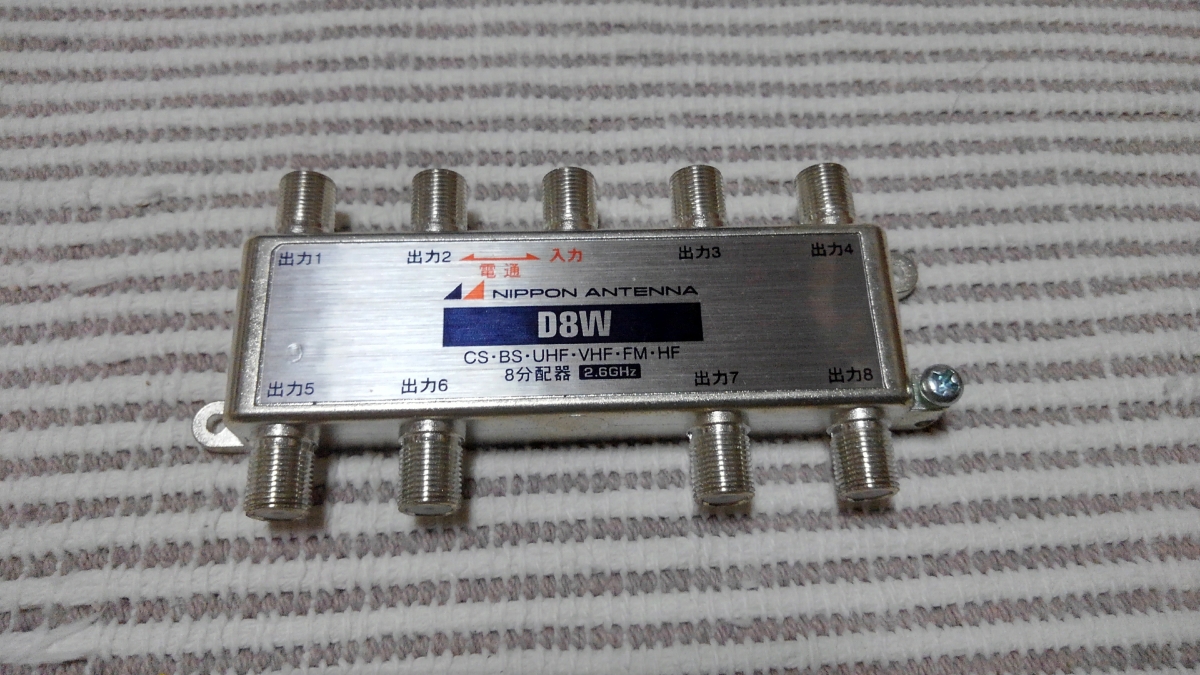 出力1 出力2 入力 出力3 出力4
電通
NIPPON ANTENNA
D8W
CS・BS・UHF・VHF・FM・HF
8分配器 2.6GHz
出力5 出力6 出力7 出力8